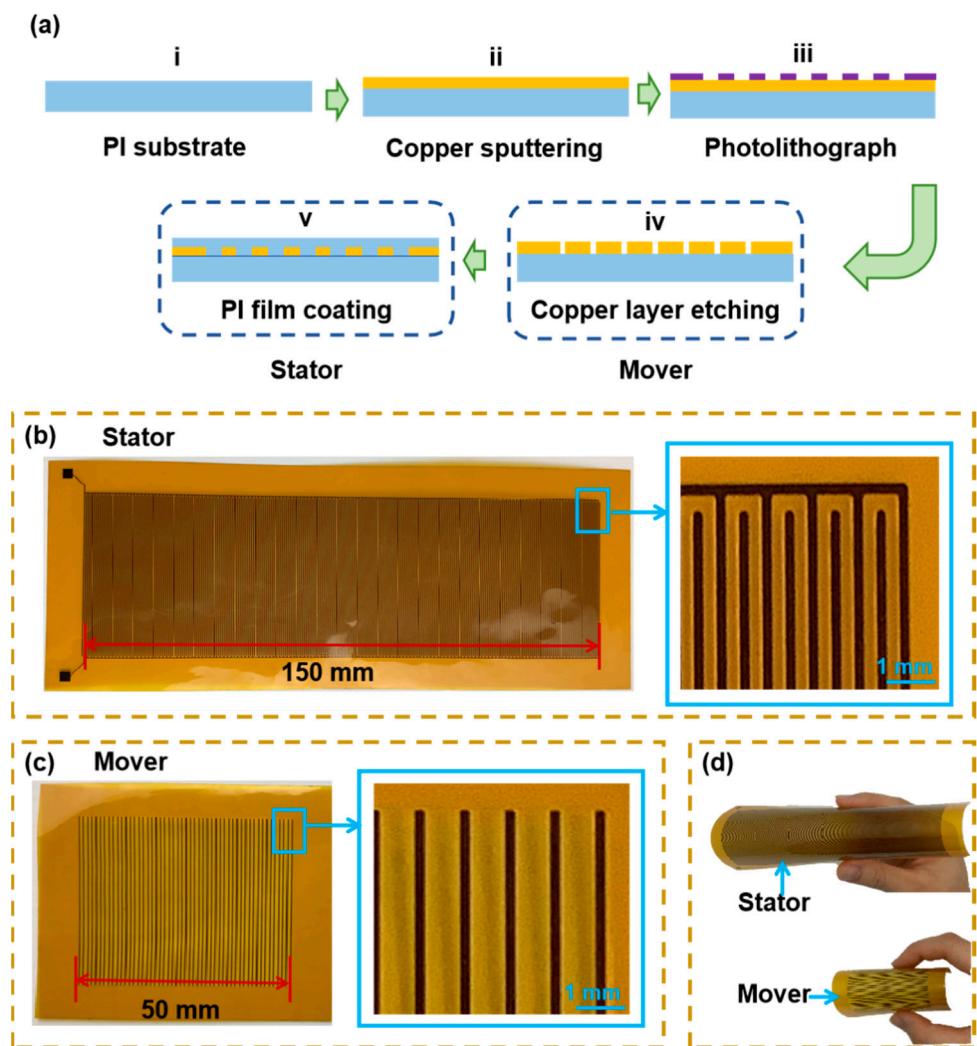 (a)
i
ii
iii
PI substrate
Copper sputtering
Photolithograph
v
iv
PI film coating
Copper layer etching
Stator
Mover
(b)
Stator
150 mm
1 mm
(c)
Mover
50 mm
1 mm
(d)
Stator
Mover